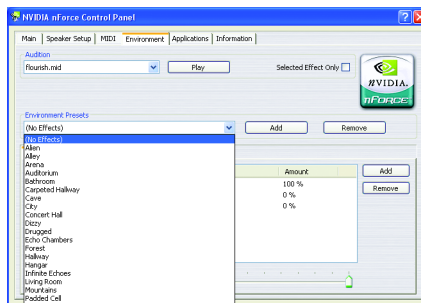 NVIDIA nForce Control Panel
Main Speaker Setup MIDI Environment Applications Information
Audition
flourish.mid Play Selected Effect Only
NVIDIA.
nFORCE
Environment Presets
(No Effects) Add Remove
(No Effects)
Alien
Alley
Arena
Auditorium
Bathroom
Carpeted Hallway
Cave
City
Concert Hall
Dizzy
Drugged
Echo Chambers
Forest
Hallway
Hangar
Infinite Echoes
Living Room
Mountains
Padded Cell
Amount
100 %
0 %
0 %
Add
Remove